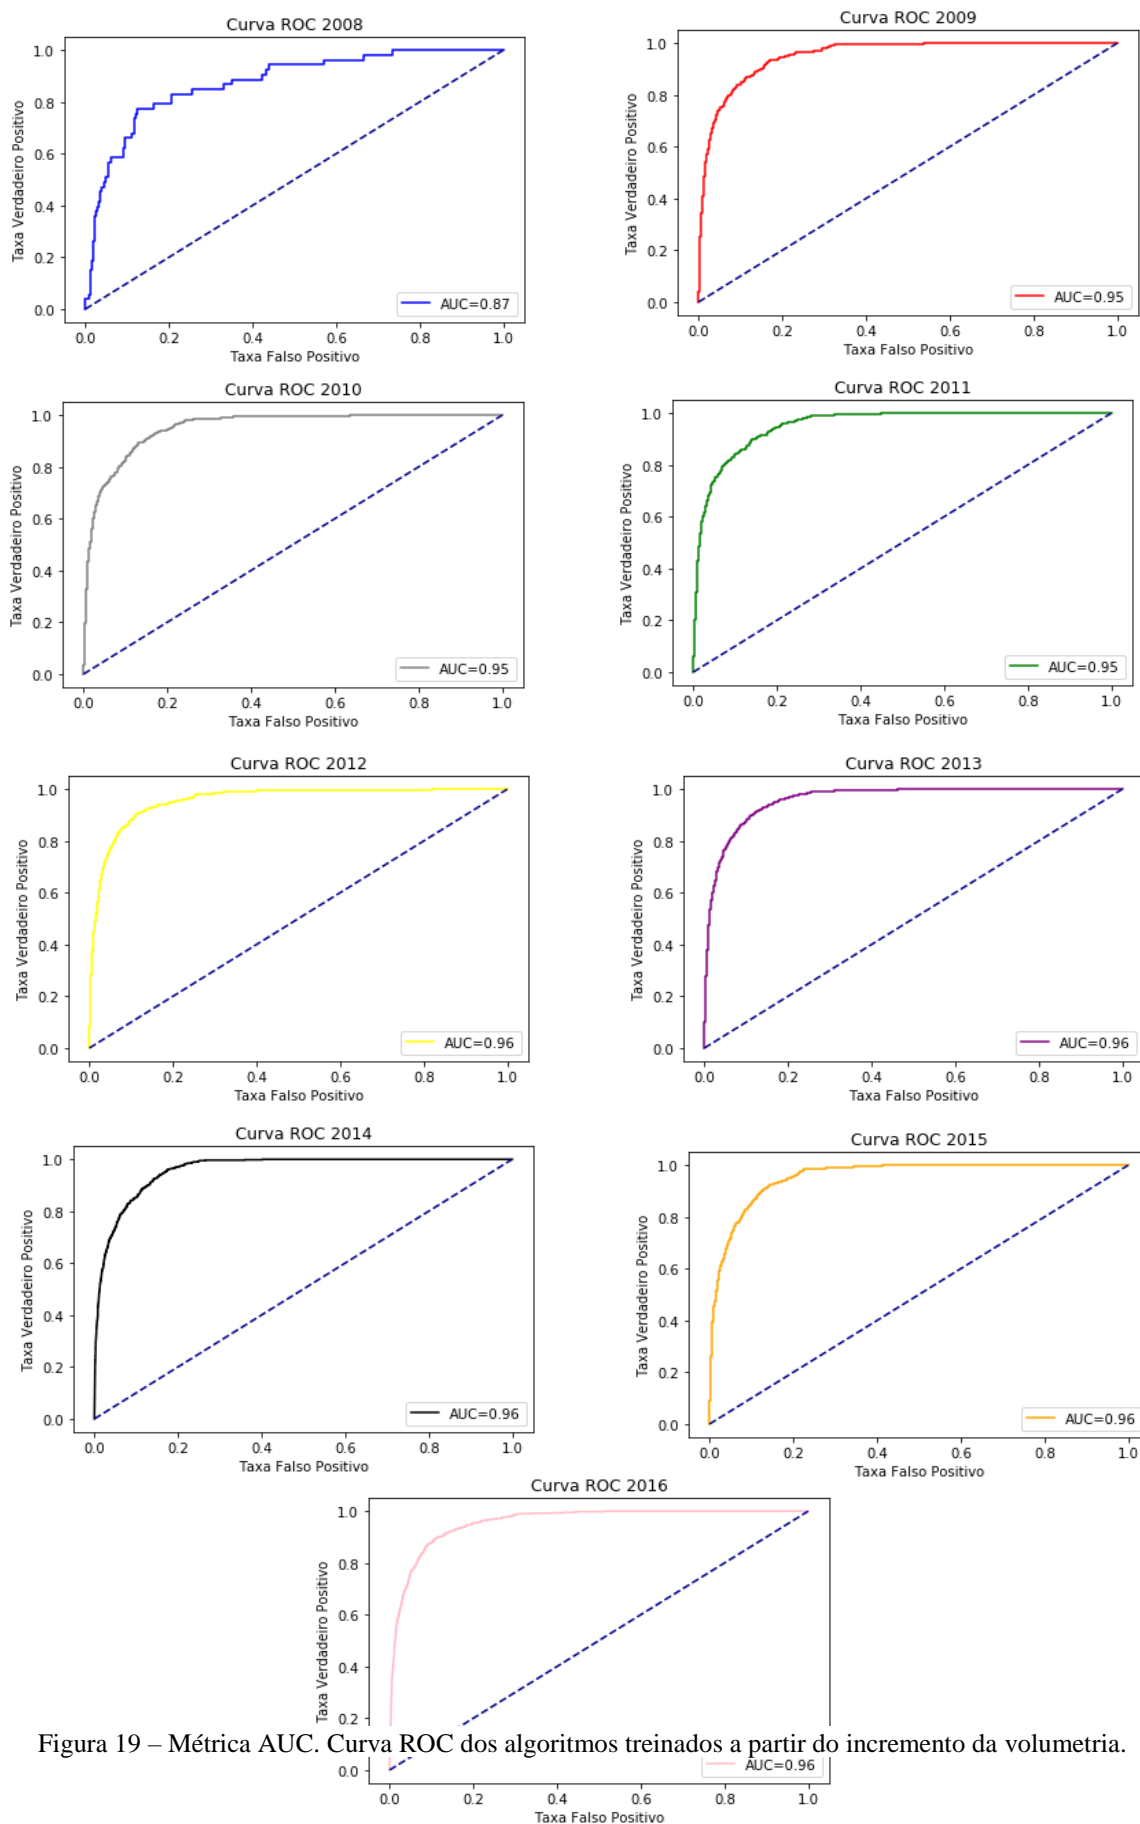 Curva ROC 2008
Taxa Verdadeiro Positivo
1.0
0.8
0.6
0.4
0.2
0.0
AUC=0.87
0.0 0.2 0.4 0.6 0.8 1.0
Taxa Falso Positivo
Curva ROC 2009
Taxa Verdadeiro Positivo
1.0
0.8
0.6
0.4
0.2
0.0
AUC=0.95
0.0 0.2 0.4 0.6 0.8 1.0
Taxa Falso Positivo
Curva ROC 2010
Taxa Verdadeiro Positivo
1.0
0.8
0.6
0.4
0.2
0.0
AUC=0.95
0.0 0.2 0.4 0.6 0.8 1.0
Taxa Falso Positivo
Curva ROC 2011
Taxa Verdadeiro Positivo
1.0
0.8
0.6
0.4
0.2
0.0
AUC=0.95
0.0 0.2 0.4 0.6 0.8 1.0
Taxa Falso Positivo
Curva ROC 2012
Taxa Verdadeiro Positivo
1.0
0.8
0.6
0.4
0.2
0.0
AUC=0.96
0.0 0.2 0.4 0.6 0.8 1.0
Taxa Falso Positivo
Curva ROC 2013
Taxa Verdadeiro Positivo
1.0
0.8
0.6
0.4
0.2
0.0
AUC=0.96
0.0 0.2 0.4 0.6 0.8 1.0
Taxa Falso Positivo
Curva ROC 2014
Taxa Verdadeiro Positivo
1.0
0.8
0.6
0.4
0.2
0.0
AUC=0.96
0.0 0.2 0.4 0.6 0.8 1.0
Taxa Falso Positivo
Curva ROC 2015
Taxa Verdadeiro Positivo
1.0
0.8
0.6
0.4
0.2
0.0
AUC=0.96
0.0 0.2 0.4 0.6 0.8 1.0
Taxa Falso Positivo
Curva ROC 2016
Taxa Verdadeiro Positivo
1.0
0.8
0.6
0.4
0.2
Figura 19 – Métrica AUC. Curva ROC dos algoritmos treinados a partir do incremento da volumetria.
0.0
AUC=0.96
0.0 0.2 0.4 0.6 0.8 1.0
Taxa Falso Positivo